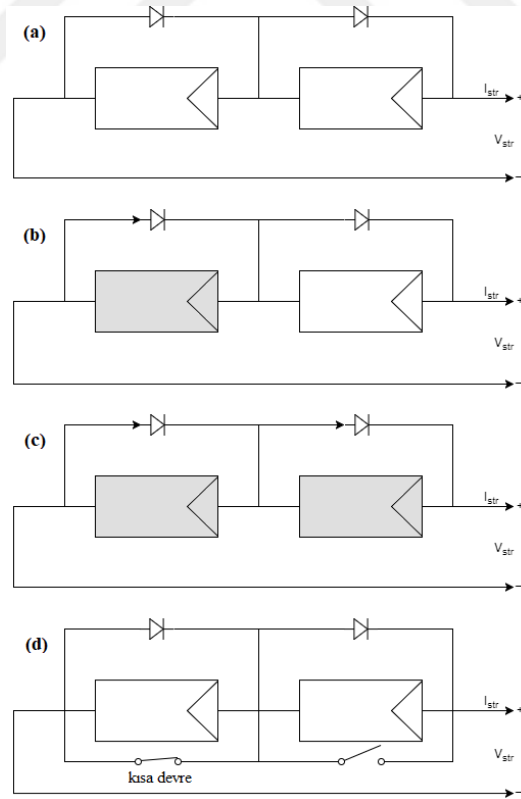 (a)
I_str +
V_str
−
(b)
I_str +
V_str
−
(c)
I_str +
V_str
−
(d)
I_str +
V_str
kısa devre
−